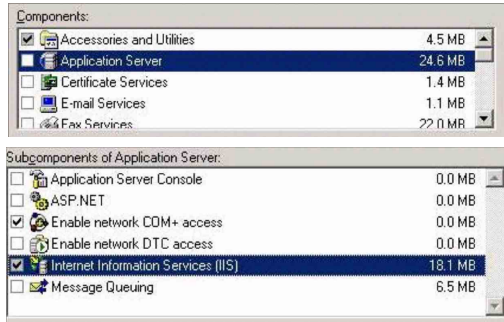 Components:
Accessories and Utilities 4.5 MB
Application Server 24.6 MB
Certificate Services 1.4 MB
E-mail Services 1.1 MB
Fax Services 22.0 MB
Subcomponents of Application Server:
Application Server Console 0.0 MB
ASP.NET 0.0 MB
Enable network COM+ access 0.0 MB
Enable network DTC access 0.0 MB
Internet Information Services (IIS) 18.1 MB
Message Queuing 6.5 MB